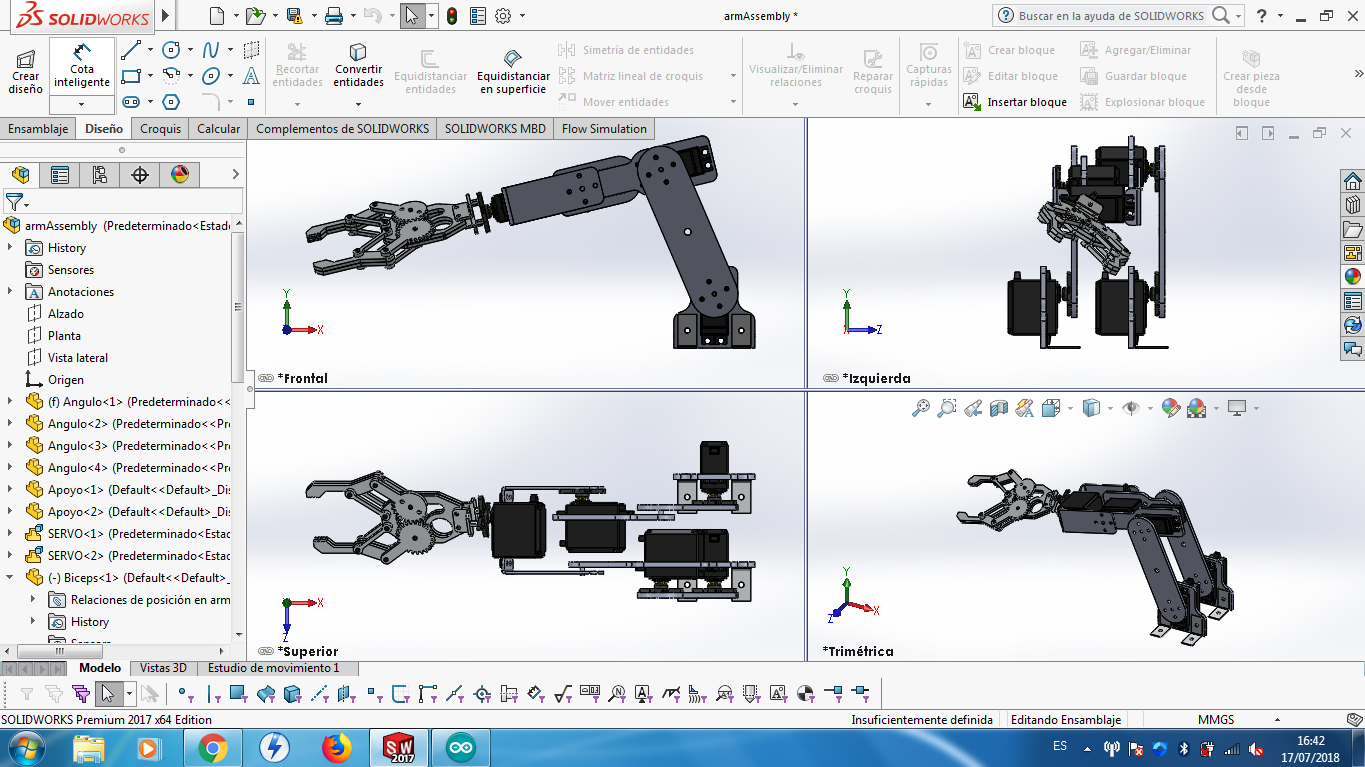 SOLIDWORKS
armAssembly *
Buscar en la ayuda de SOLIDWORKS
Crear diseño
Cota inteligente
Recortar entidades
Convertir entidades
Equidistanciar entidades
Equidistanciar en superficie
Simetría de entidades
Matriz lineal de croquis
Mover entidades
Visualizar/Eliminar relaciones
Reparar croquis
Capturas rápidas
Crear bloque
Editar bloque
Insertar bloque
Agregar/Eliminar
Guardar bloque
Explosionar bloque
Crear pieza desde bloque
Ensamblaje
Diseño
Croquis
Calcular
Complementos de SOLIDWORKS
SOLIDWORKS MBD
Flow Simulation
armAssembly (Predeterminado<Estado
History
Sensores
Anotaciones
Alzado
Planta
Vista lateral
Origen
(f) Angulo<1> (Predeterminado<<
Angulo<2> (Predeterminado<<Pr
Angulo<3> (Predeterminado<<Pr
Angulo<4> (Predeterminado<<Pr
Apoyo<1> (Default<<Default>_Dis
Apoyo<2> (Default<<Default>_Dis
SERVO<1> (Predeterminado<Estad
SERVO<2> (Predeterminado<Estad
(-) Biceps<1> (Default<<Default>_
Relaciones de posición en arm
History
Y
X
*Frontal
Y
X
Z
*Izquierda
X
Z
*Superior
Y
X
Z
*Trimétrica
Modelo
Vistas 3D
Estudio de movimiento 1
SOLIDWORKS Premium 2017 x64 Edition
Insuficientemente definida
Editando Ensamblaje
MMGS
SW
2017
ES
16:42
17/07/2018